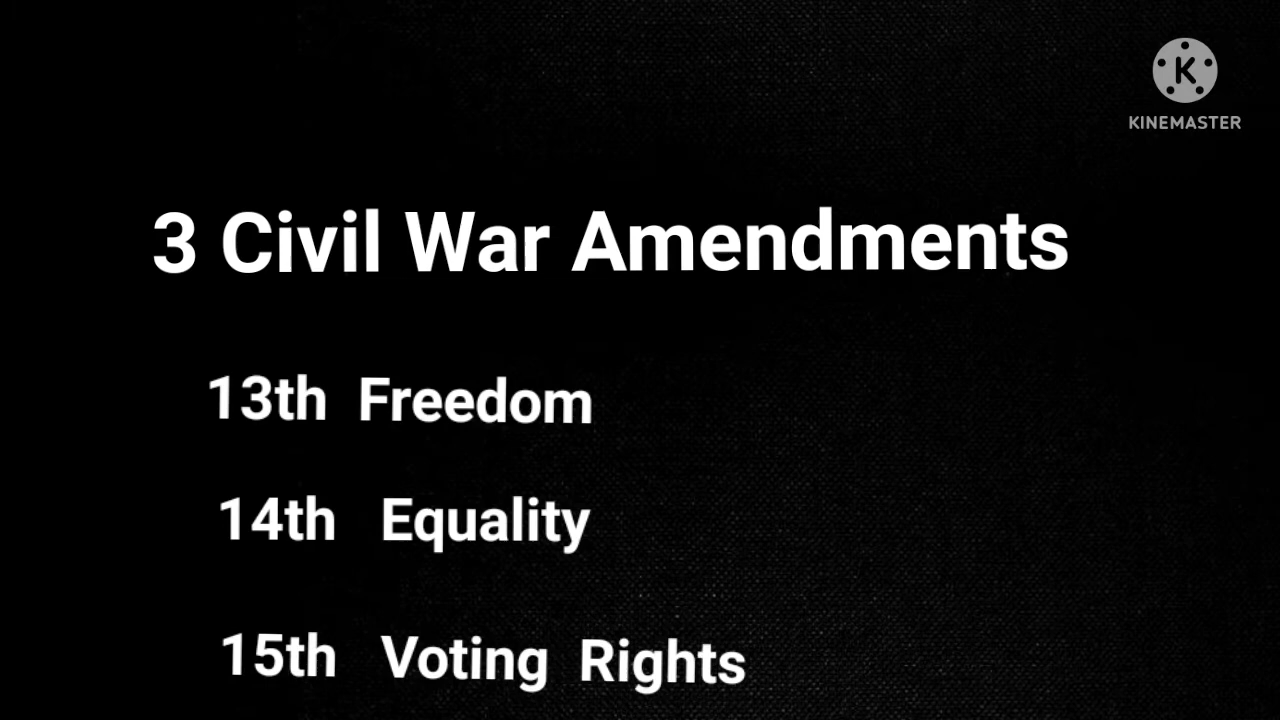 KINEMASTER
3 Civil War Amendments
13th Freedom
14th Equality
15th Voting Rights